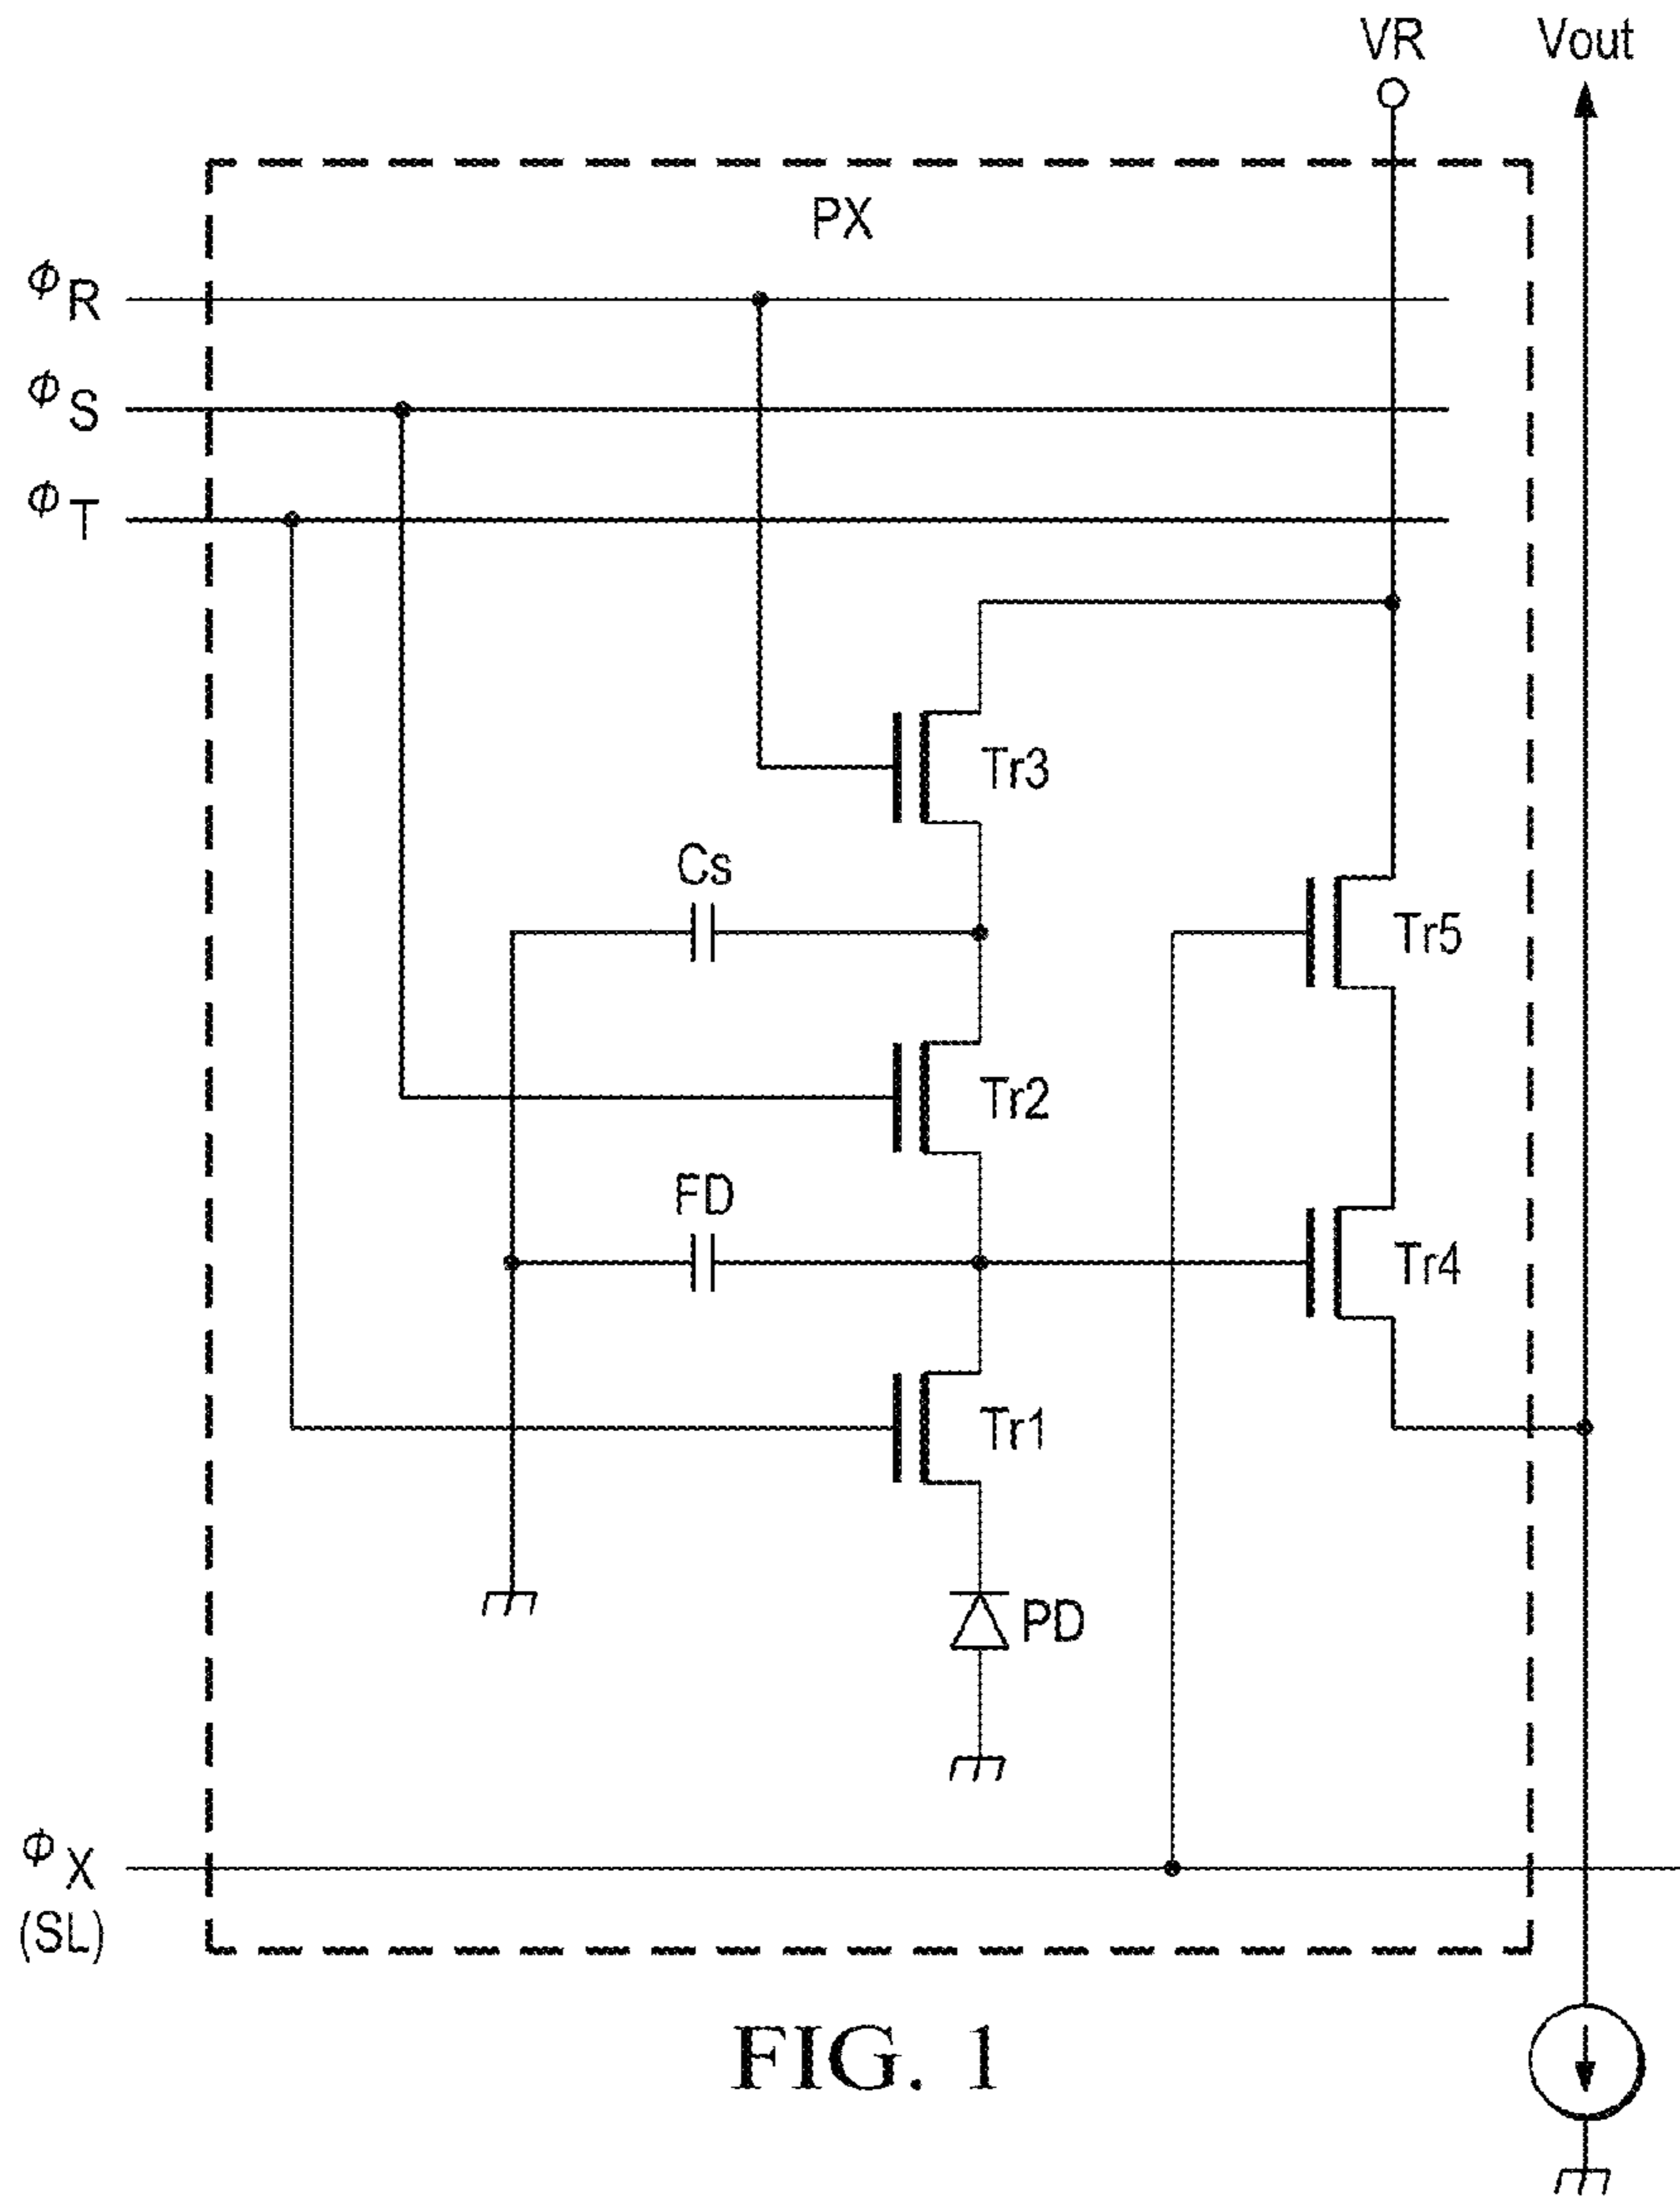 VR Vout
PX
ΦR
ΦS
ΦT
Tr3
Cs
Tr5
Tr2
FD
Tr4
Tr1
PD
ΦX
(SL)
FIG. 1